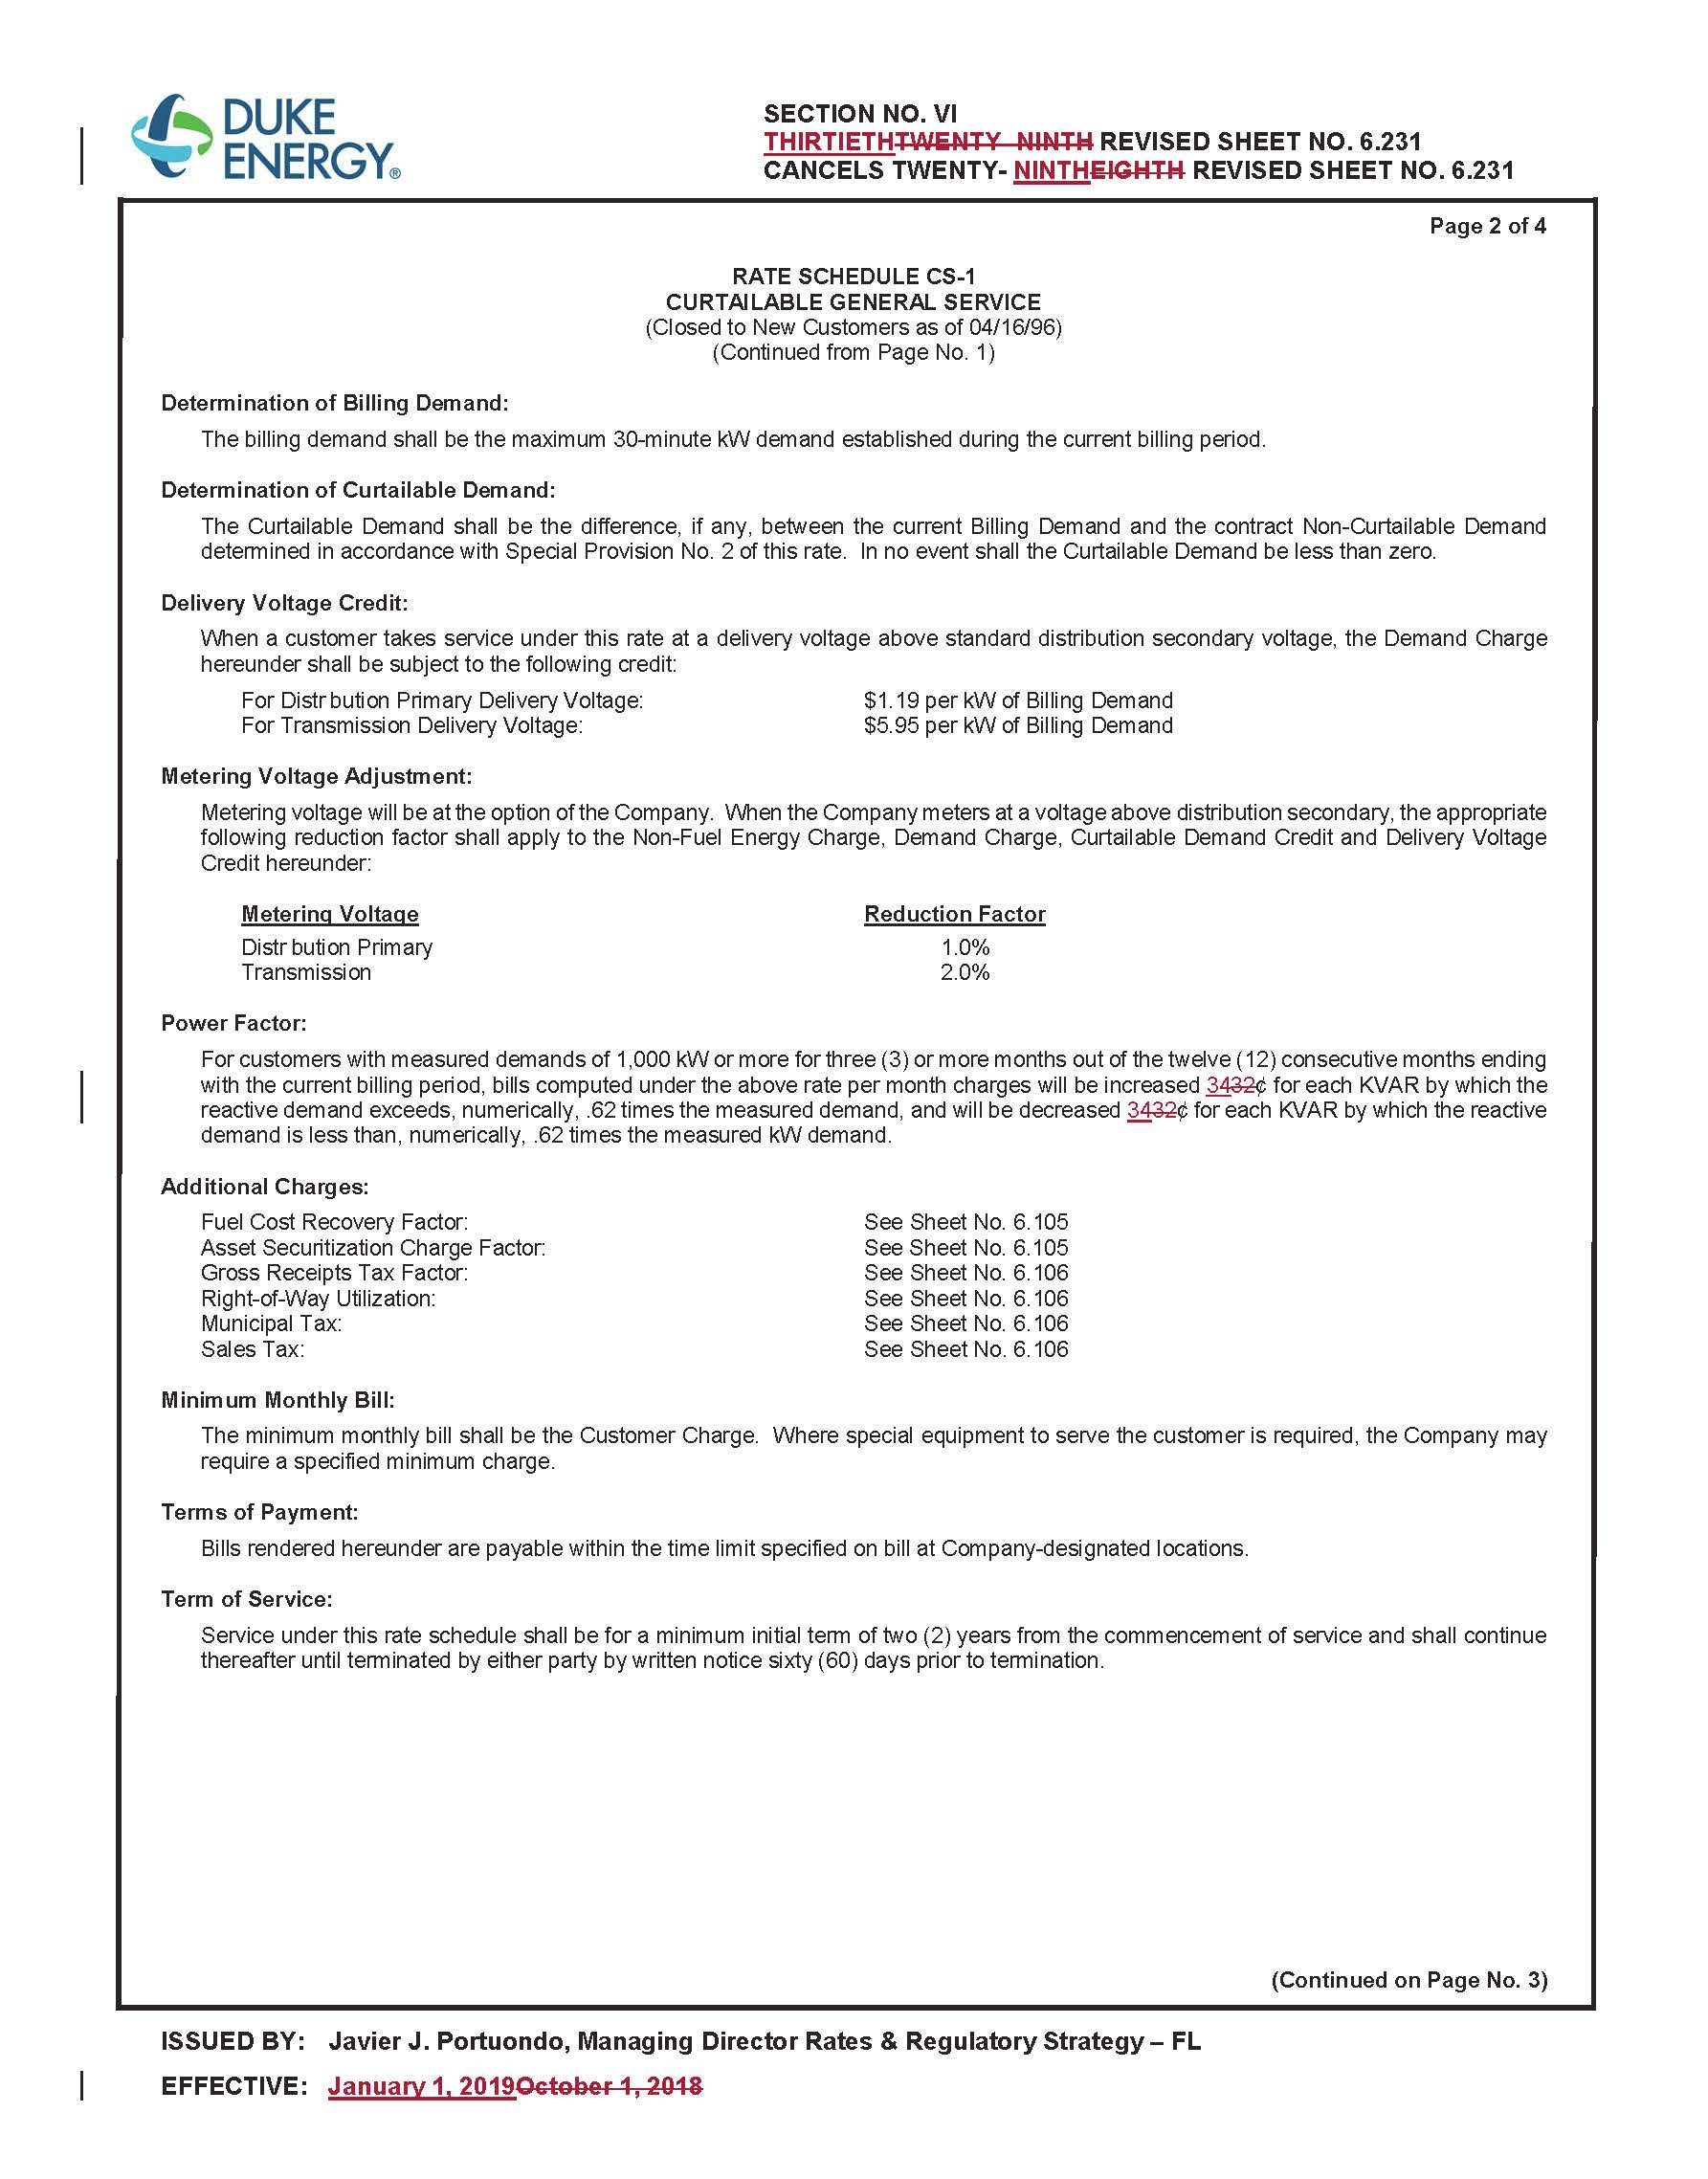 DUKE
ENERGY®
SECTION NO. VI
THIRTIETHTWENTY NINTH REVISED SHEET NO. 6.231
CANCELS TWENTY- NINTHEIGHTH REVISED SHEET NO. 6.231
Page 2 of 4
RATE SCHEDULE CS-1
CURTAILABLE GENERAL SERVICE
(Closed to New Customers as of 04/16/96)
(Continued from Page No. 1)
Determination of Billing Demand:
The billing demand shall be the maximum 30-minute kW demand established during the current billing period.
Determination of Curtailable Demand:
The Curtailable Demand shall be the difference, if any, between the current Billing Demand and the contract Non-Curtailable Demand
determined in accordance with Special Provision No. 2 of this rate. In no event shall the Curtailable Demand be less than zero.
Delivery Voltage Credit:
When a customer takes service under this rate at a delivery voltage above standard distribution secondary voltage, the Demand Charge
hereunder shall be subject to the following credit:
For Distr bution Primary Delivery Voltage: $1.19 per kW of Billing Demand
For Transmission Delivery Voltage: $5.95 per kW of Billing Demand
Metering Voltage Adjustment:
Metering voltage will be at the option of the Company. When the Company meters at a voltage above distribution secondary, the appropriate
following reduction factor shall apply to the Non-Fuel Energy Charge, Demand Charge, Curtailable Demand Credit and Delivery Voltage
Credit hereunder:
Metering Voltage Reduction Factor
Distr bution Primary 1.0%
Transmission 2.0%
Power Factor:
For customers with measured demands of 1,000 kW or more for three (3) or more months out of the twelve (12) consecutive months ending
with the current billing period, bills computed under the above rate per month charges will be increased 3432¢ for each KVAR by which the
reactive demand exceeds, numerically, .62 times the measured demand, and will be decreased 3432¢ for each KVAR by which the reactive
demand is less than, numerically, .62 times the measured kW demand.
Additional Charges:
Fuel Cost Recovery Factor: See Sheet No. 6.105
Asset Securitization Charge Factor: See Sheet No. 6.105
Gross Receipts Tax Factor: See Sheet No. 6.106
Right-of-Way Utilization: See Sheet No. 6.106
Municipal Tax: See Sheet No. 6.106
Sales Tax: See Sheet No. 6.106
Minimum Monthly Bill:
The minimum monthly bill shall be the Customer Charge. Where special equipment to serve the customer is required, the Company may
require a specified minimum charge.
Terms of Payment:
Bills rendered hereunder are payable within the time limit specified on bill at Company-designated locations.
Term of Service:
Service under this rate schedule shall be for a minimum initial term of two (2) years from the commencement of service and shall continue
thereafter until terminated by either party by written notice sixty (60) days prior to termination.
(Continued on Page No. 3)
ISSUED BY: Javier J. Portuondo, Managing Director Rates & Regulatory Strategy – FL
EFFECTIVE: January 1, 2019October 1, 2018